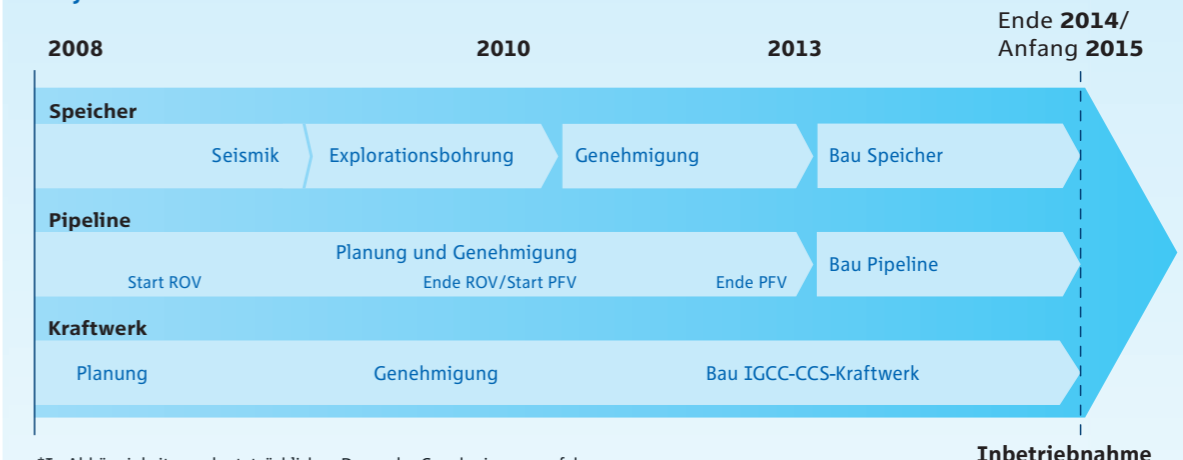 Ende 2014/
2008 2010 2013 Anfang 2015
Speicher
Seismik Explorationsbohrung Genehmigung Bau Speicher
Pipeline
Planung und Genehmigung
Bau Pipeline
Start ROV Ende ROV/Start PFV Ende PFV
Kraftwerk
Planung Genehmigung Bau IGCC-CCS-Kraftwerk
Inbetriebnahme